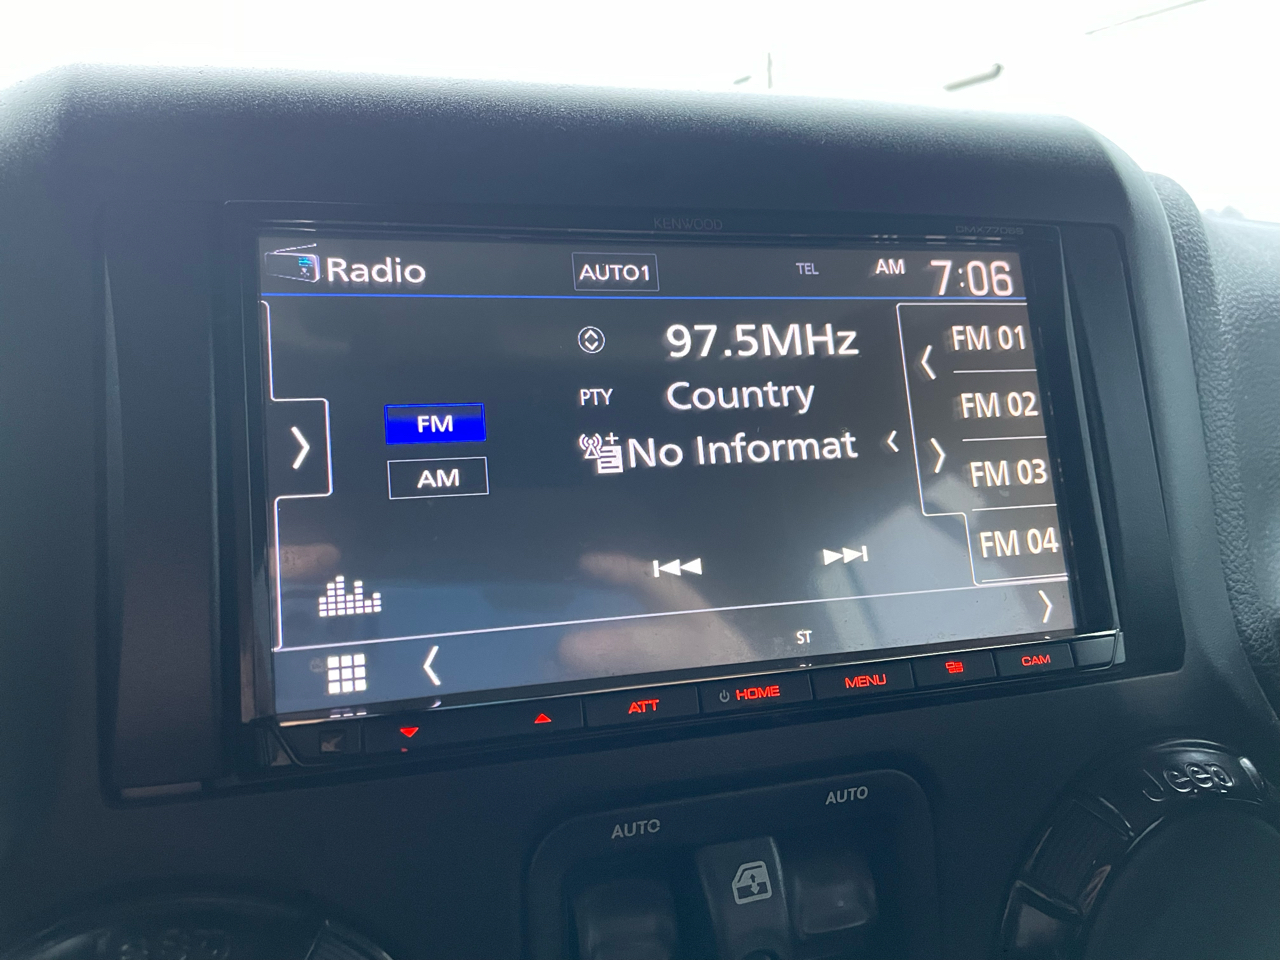 KENWOOD
DMX7706S
Radio
AUTO1
TEL
AM 7:06
97.5MHz
PTY Country
No Informat
FM
AM
FM 01
FM 02
FM 03
FM 04
ST
ATT
HOME
MENU
CAM
AUTO
AUTO
Jeep